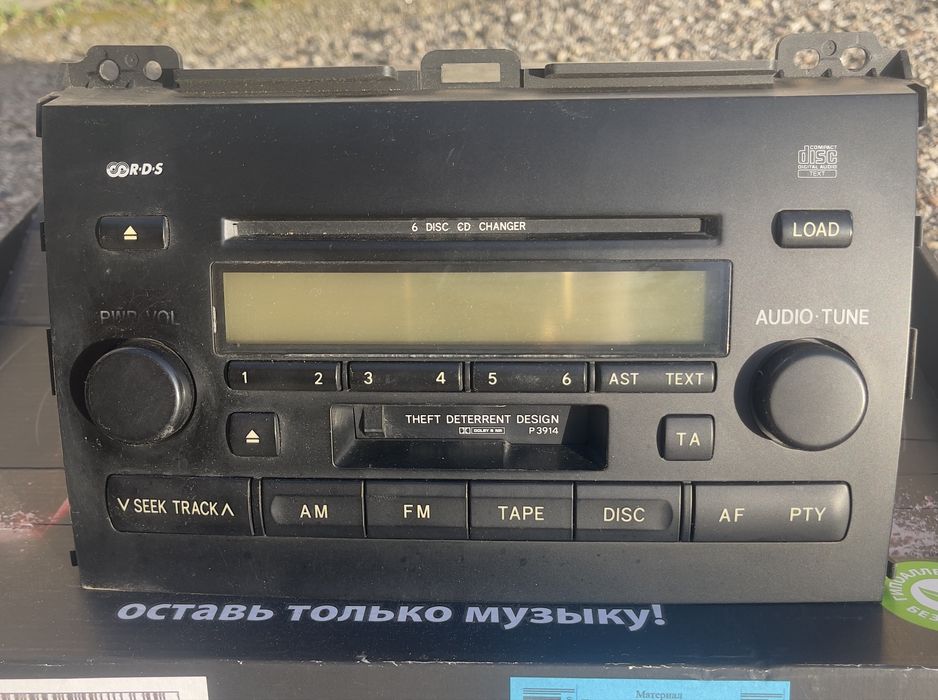 R·D·S
COMPACT
disc
DIGITAL AUDIO
TEXT
6 DISC CD CHANGER
LOAD
PWR·VOL
AUDIO·TUNE
1 2 3 4 5 6 AST TEXT
THEFT DETERRENT DESIGN
DOLBY B NR P3914
TA
∨ SEEK TRACK ∧ AM FM TAPE DISC AF PTY
оставь только музыку!
Материал